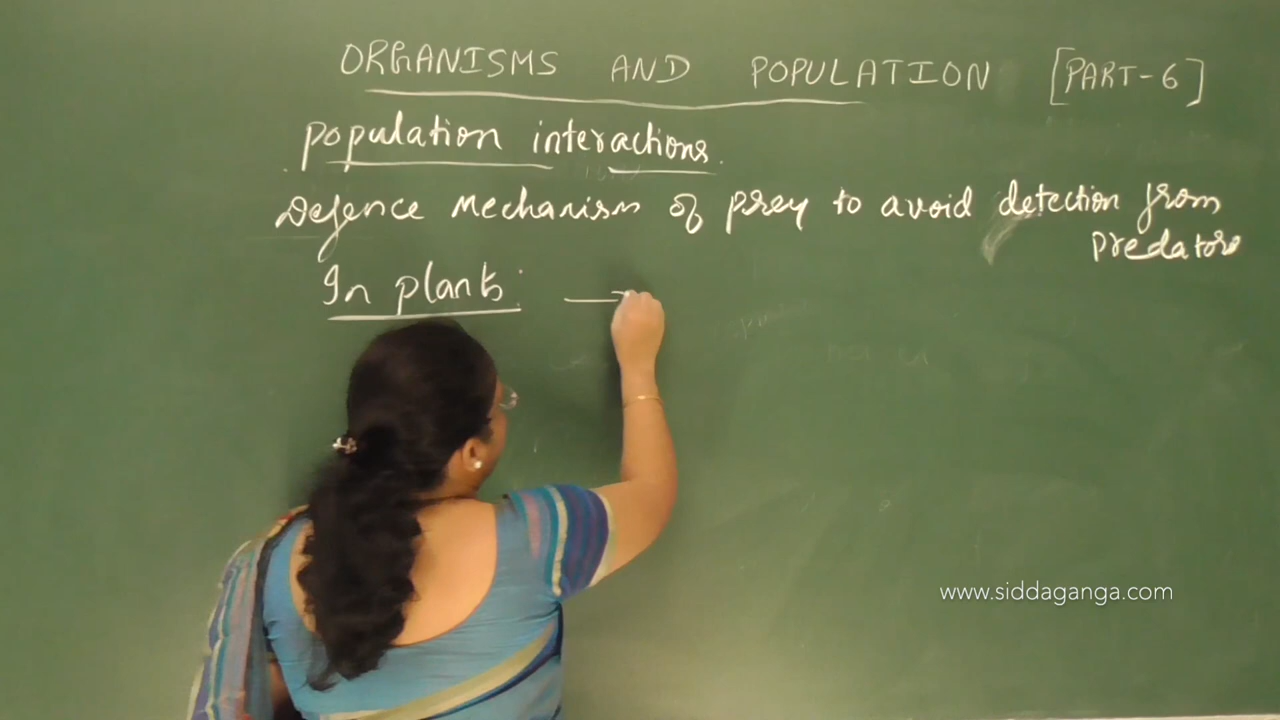 ORGANISMS AND POPULATION [PART-6]
Population interactions.
Defence Mechanism of prey to avoid detection from
predators
In plants: →
www.siddaganga.com